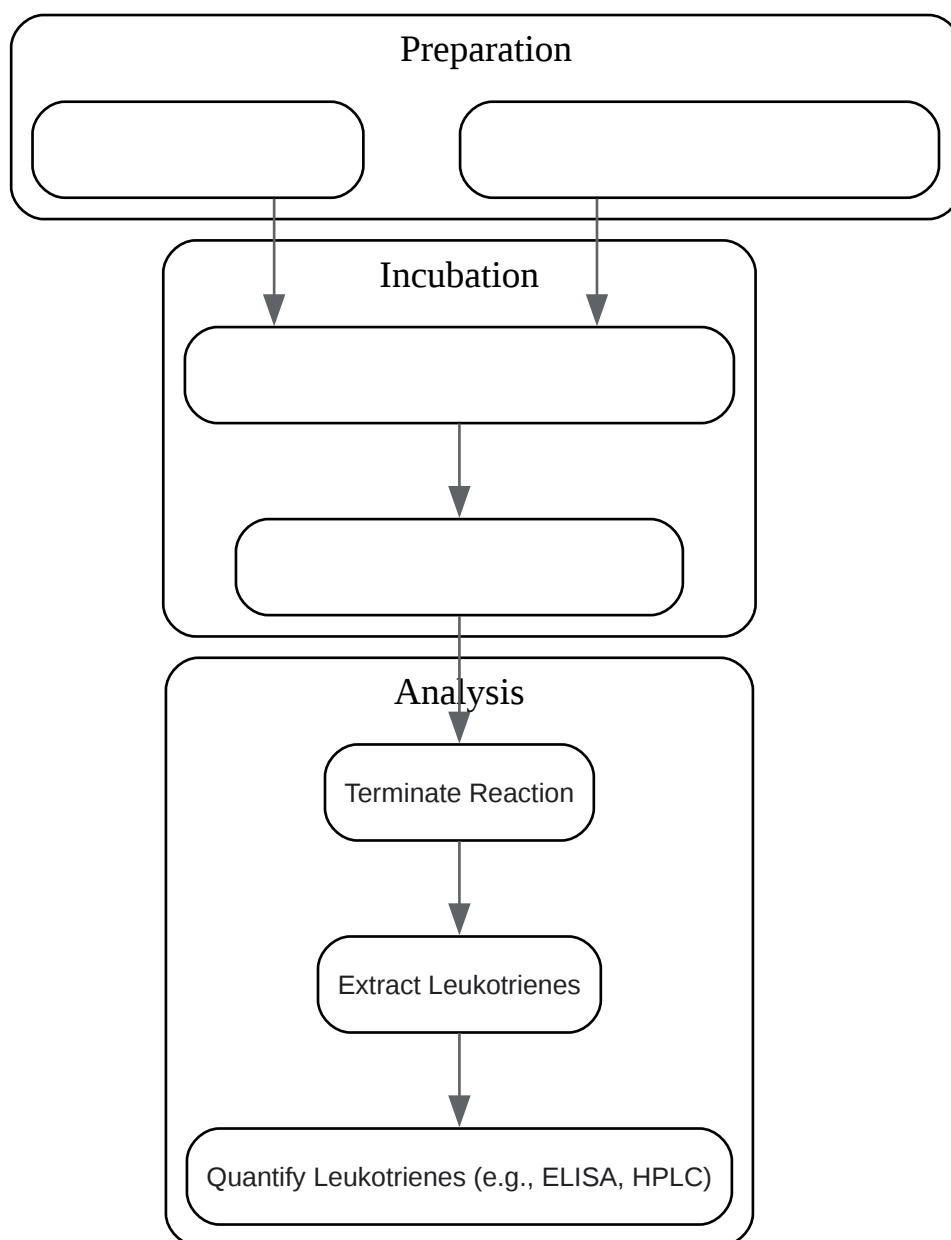 Preparation
Incubation
Analysis
Terminate Reaction
Extract Leukotrienes
Quantify Leukotrienes (e.g., ELISA, HPLC)